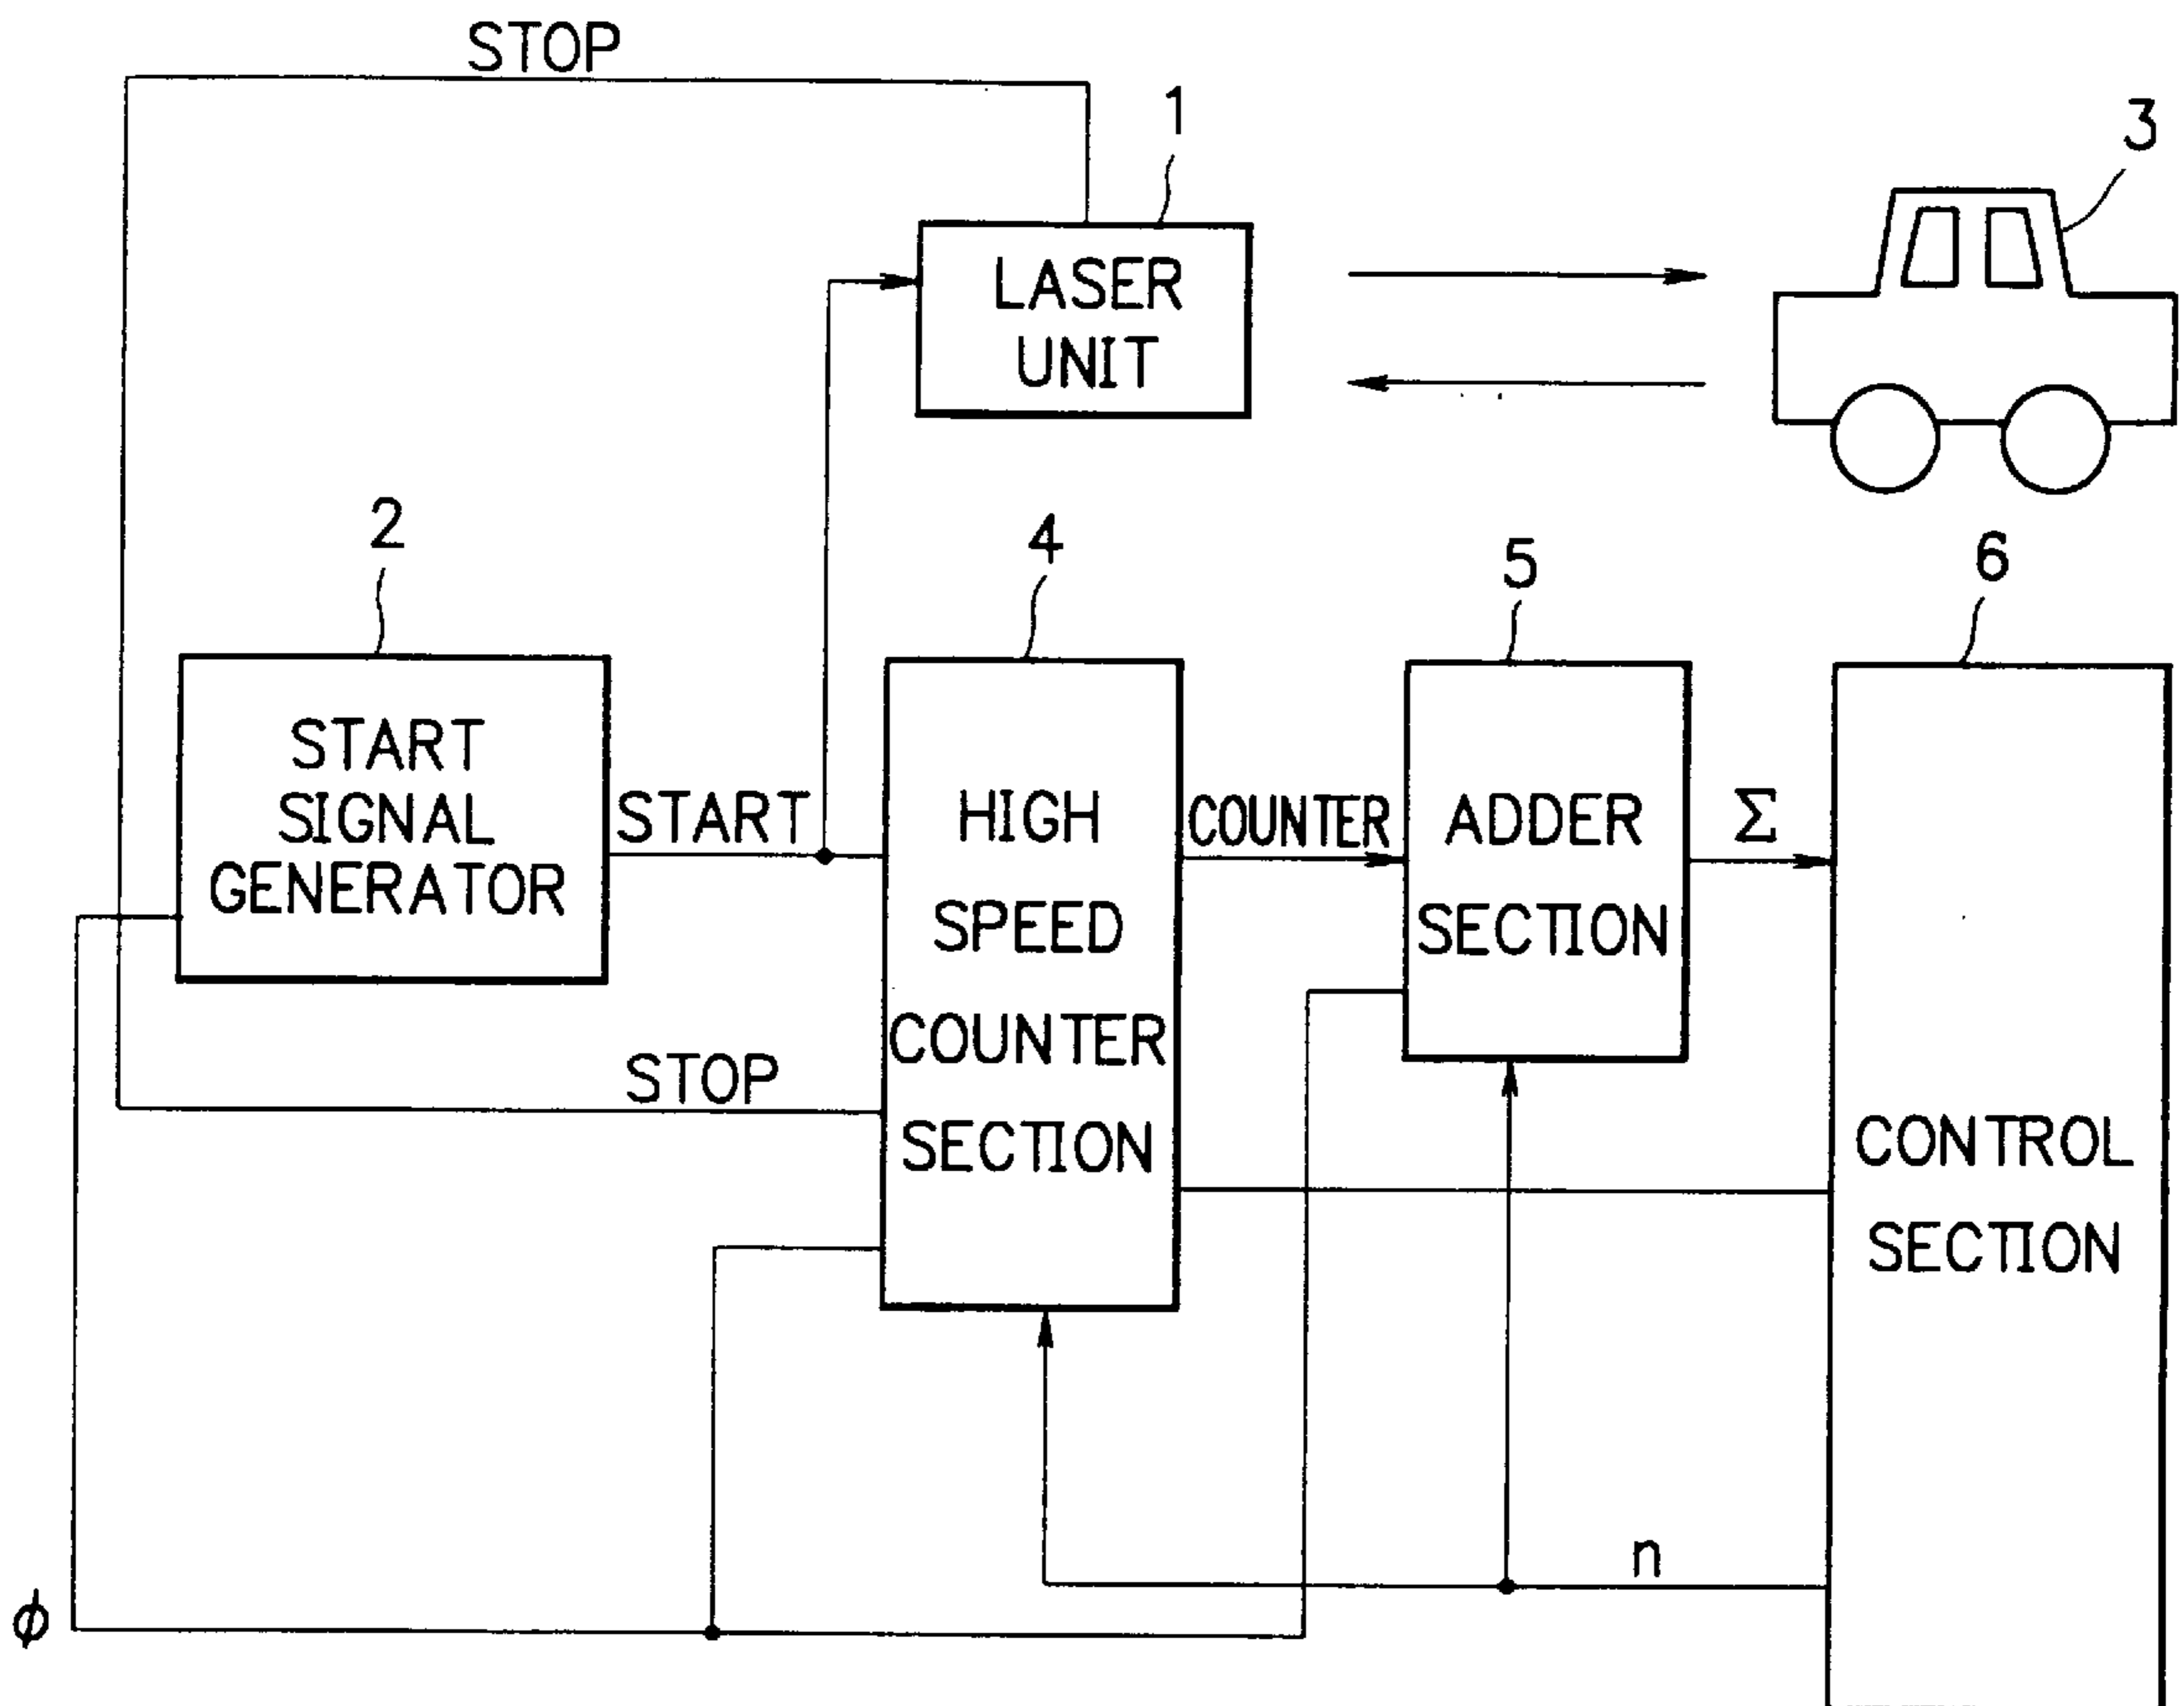 STOP
1
3
LASER
UNIT
2
4
5
6
START
SIGNAL
GENERATOR
START
HIGH
SPEED
COUNTER
SECTION
COUNTER
ADDER
SECTION
Σ
STOP
CONTROL
SECTION
n
ϕ